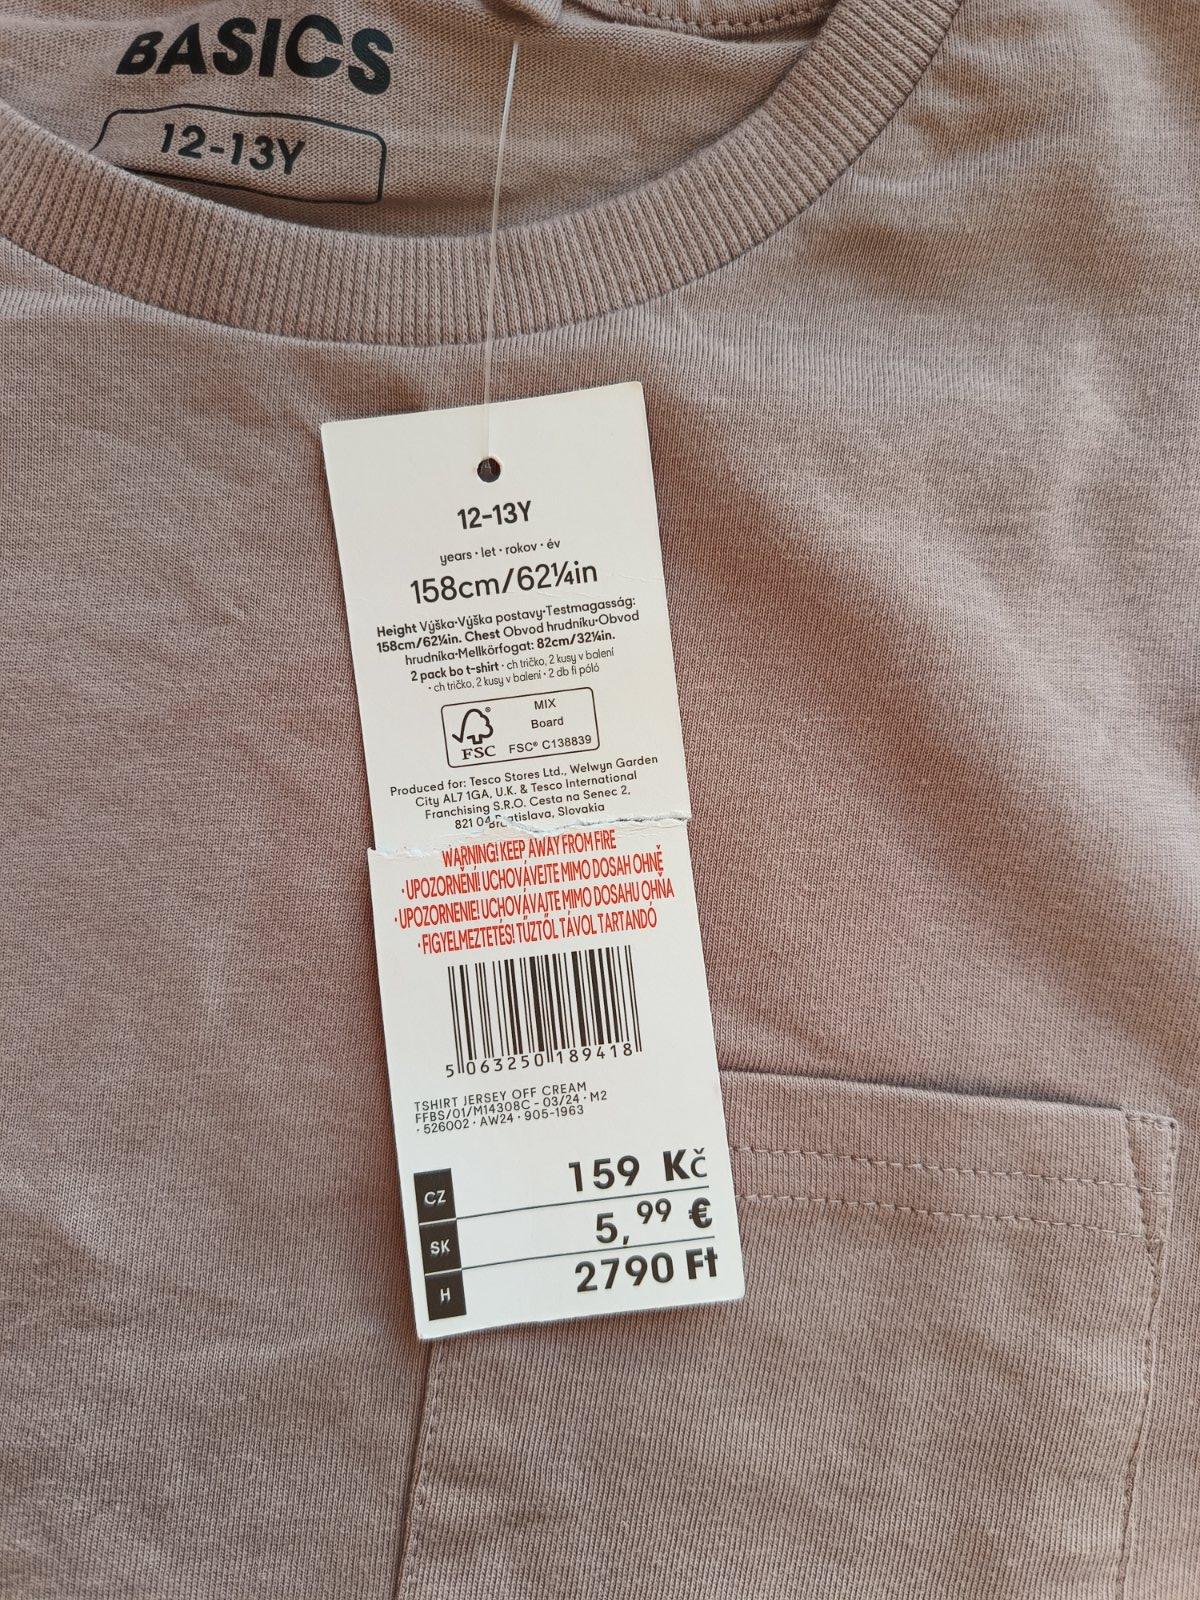 BASICS
12-13Y
12-13Y
years · let · rokov · év
158cm/62¼in
Height Výška·Výška postavy·Testmagasság:
158cm/62¼in. Chest Obvod hrudníku·Obvod
hrudníka·Mellkörfogat: 82cm/32¼in.
2 pack bo t-shirt · ch tričko, 2 kusy v balení
· ch tričko, 2 kusy v balení · 2 db fi póló
MIX
Board
FSC® C138839
FSC
Produced for: Tesco Stores Ltd., Welwyn Garden
City AL7 1GA, U.K. & Tesco International
Franchising S.R.O. Cesta na Senec 2,
821 04 Bratislava, Slovakia
WARNING! KEEP AWAY FROM FIRE
· UPOZORNĚNÍ! UCHOVÁVEJTE MIMO DOSAH OHNĚ
· UPOZORNENIE! UCHOVÁVAJTE MIMO DOSAHU OHŇA
· FIGYELMEZTETÉS! TŰZTŐL TÁVOL TARTANDÓ
5 063250 189418
TSHIRT JERSEY OFF CREAM
FFBS/01/M14308C - 03/24 · M2
· 526002 · AW24 · 905-1963
CZ 159 Kč
SK 5,99 €
H 2790 Ft